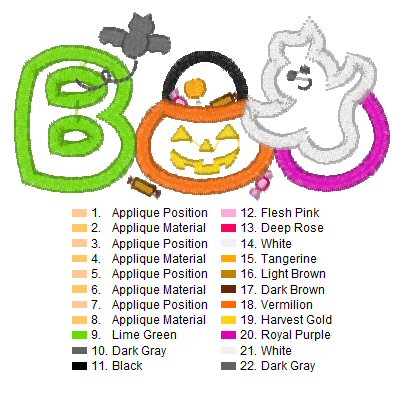 BOO
1. Applique Position
2. Applique Material
3. Applique Position
4. Applique Material
5. Applique Position
6. Applique Material
7. Applique Position
8. Applique Material
9. Lime Green
10. Dark Gray
11. Black
12. Flesh Pink
13. Deep Rose
14. White
15. Tangerine
16. Light Brown
17. Dark Brown
18. Vermilion
19. Harvest Gold
20. Royal Purple
21. White
22. Dark Gray